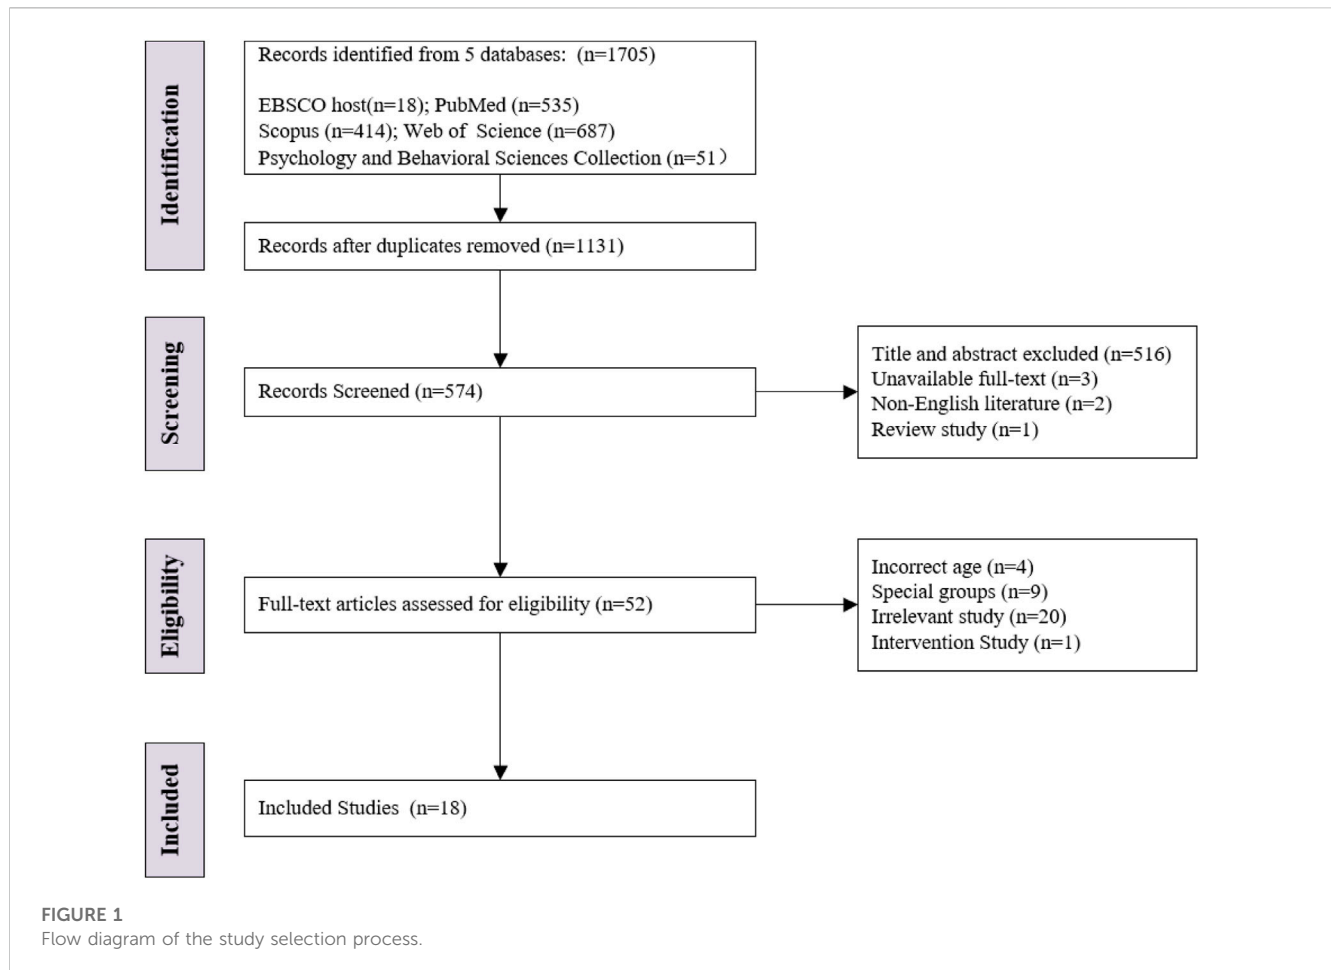 Identification
Records identified from 5 databases:  (n=1705)
EBSCO host(n=18); PubMed (n=535)
Scopus (n=414); Web of  Science (n=687)
Psychology and Behavioral Sciences Collection (n=51）
Records after duplicates removed (n=1131)
Screening
Records Screened (n=574)
Title and abstract excluded (n=516)
Unavailable full-text (n=3)
Non-English literature (n=2)
Review study (n=1)
Eligibility
Full-text articles assessed for eligibility (n=52)
Incorrect age (n=4)
Special groups (n=9)
Irrelevant study (n=20)
Intervention Study (n=1)
Included
Included Studies  (n=18)
FIGURE 1
Flow diagram of the study selection process.